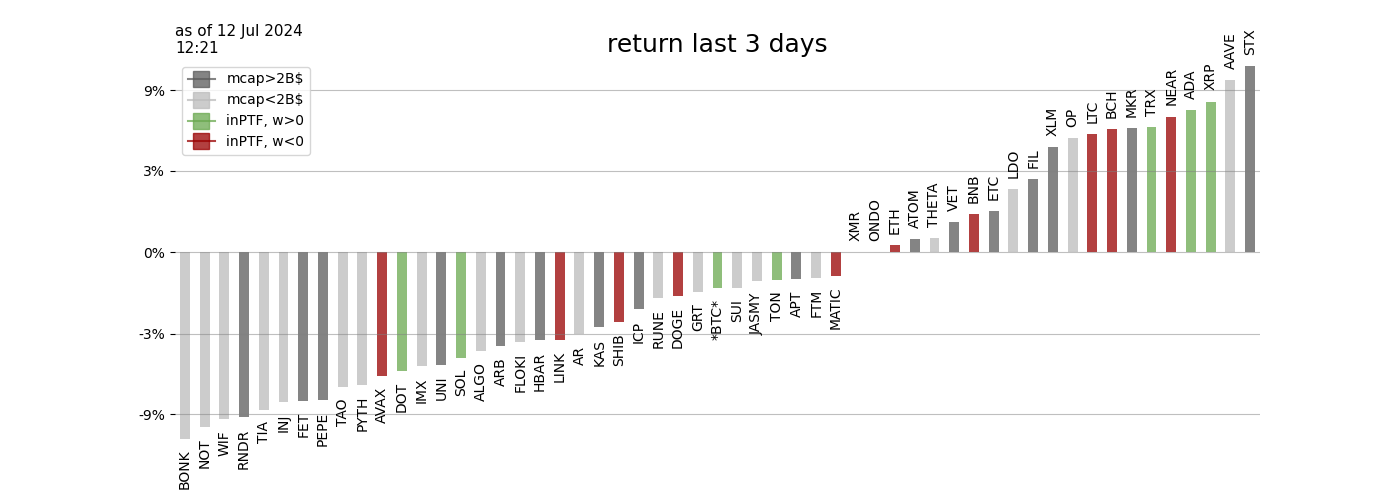 as of 12 Jul 2024
12:21
return last 3 days
mcap>2B$
mcap<2B$
inPTF, w>0
inPTF, w<0
9%
3%
0%
-3%
-9%
BONK
NOT
WIF
RNDR
TIA
INJ
FET
PEPE
TAO
PYTH
AVAX
DOT
IMX
UNI
SOL
ALGO
ARB
FLOKI
HBAR
LINK
AR
KAS
SHIB
ICP
RUNE
DOGE
GRT
*BTC*
SUI
JASMY
TON
APT
FTM
MATIC
XMR
ONDO
ETH
ATOM
THETA
VET
BNB
ETC
LDO
FIL
XLM
OP
LTC
BCH
MKR
TRX
NEAR
ADA
XRP
AAVE
STX